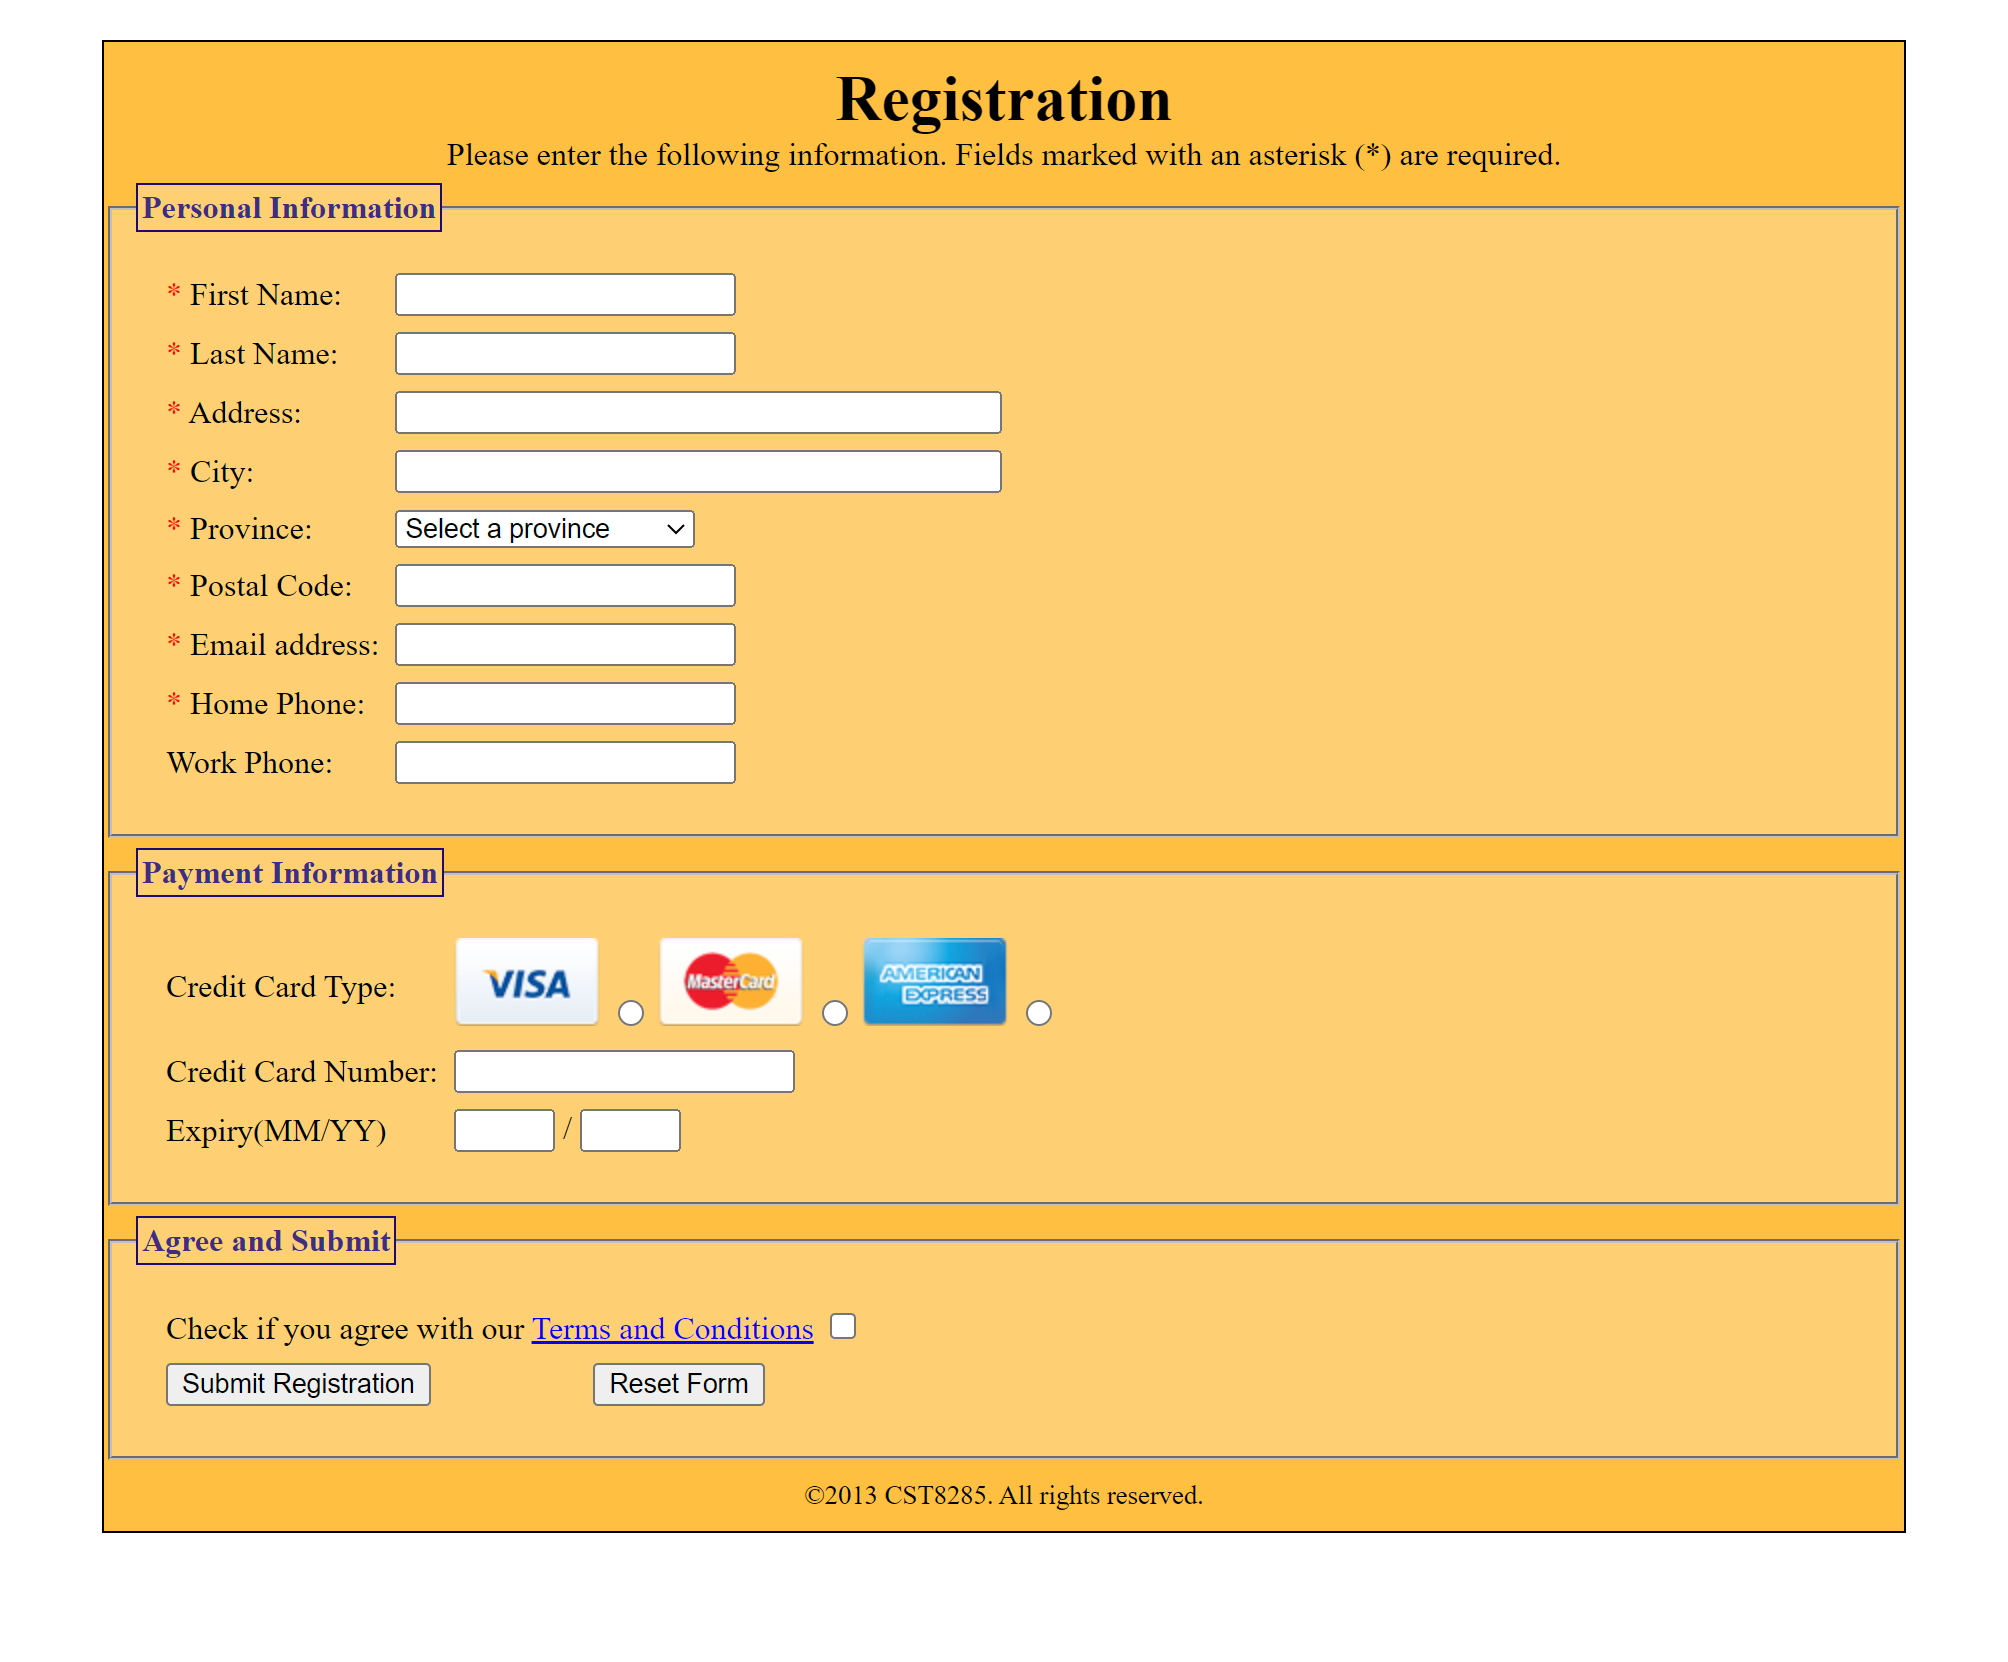 Registration
Please enter the following information. Fields marked with an asterisk (*) are required.
Personal Information
* First Name:
* Last Name:
* Address:
* City:
* Province: Select a province
* Postal Code:
* Email address:
* Home Phone:
Work Phone:
Payment Information
Credit Card Type: VISA MasterCard AMERICAN EXPRESS
Credit Card Number:
Expiry(MM/YY) /
Agree and Submit
Check if you agree with our Terms and Conditions
Submit Registration Reset Form
©2013 CST8285. All rights reserved.